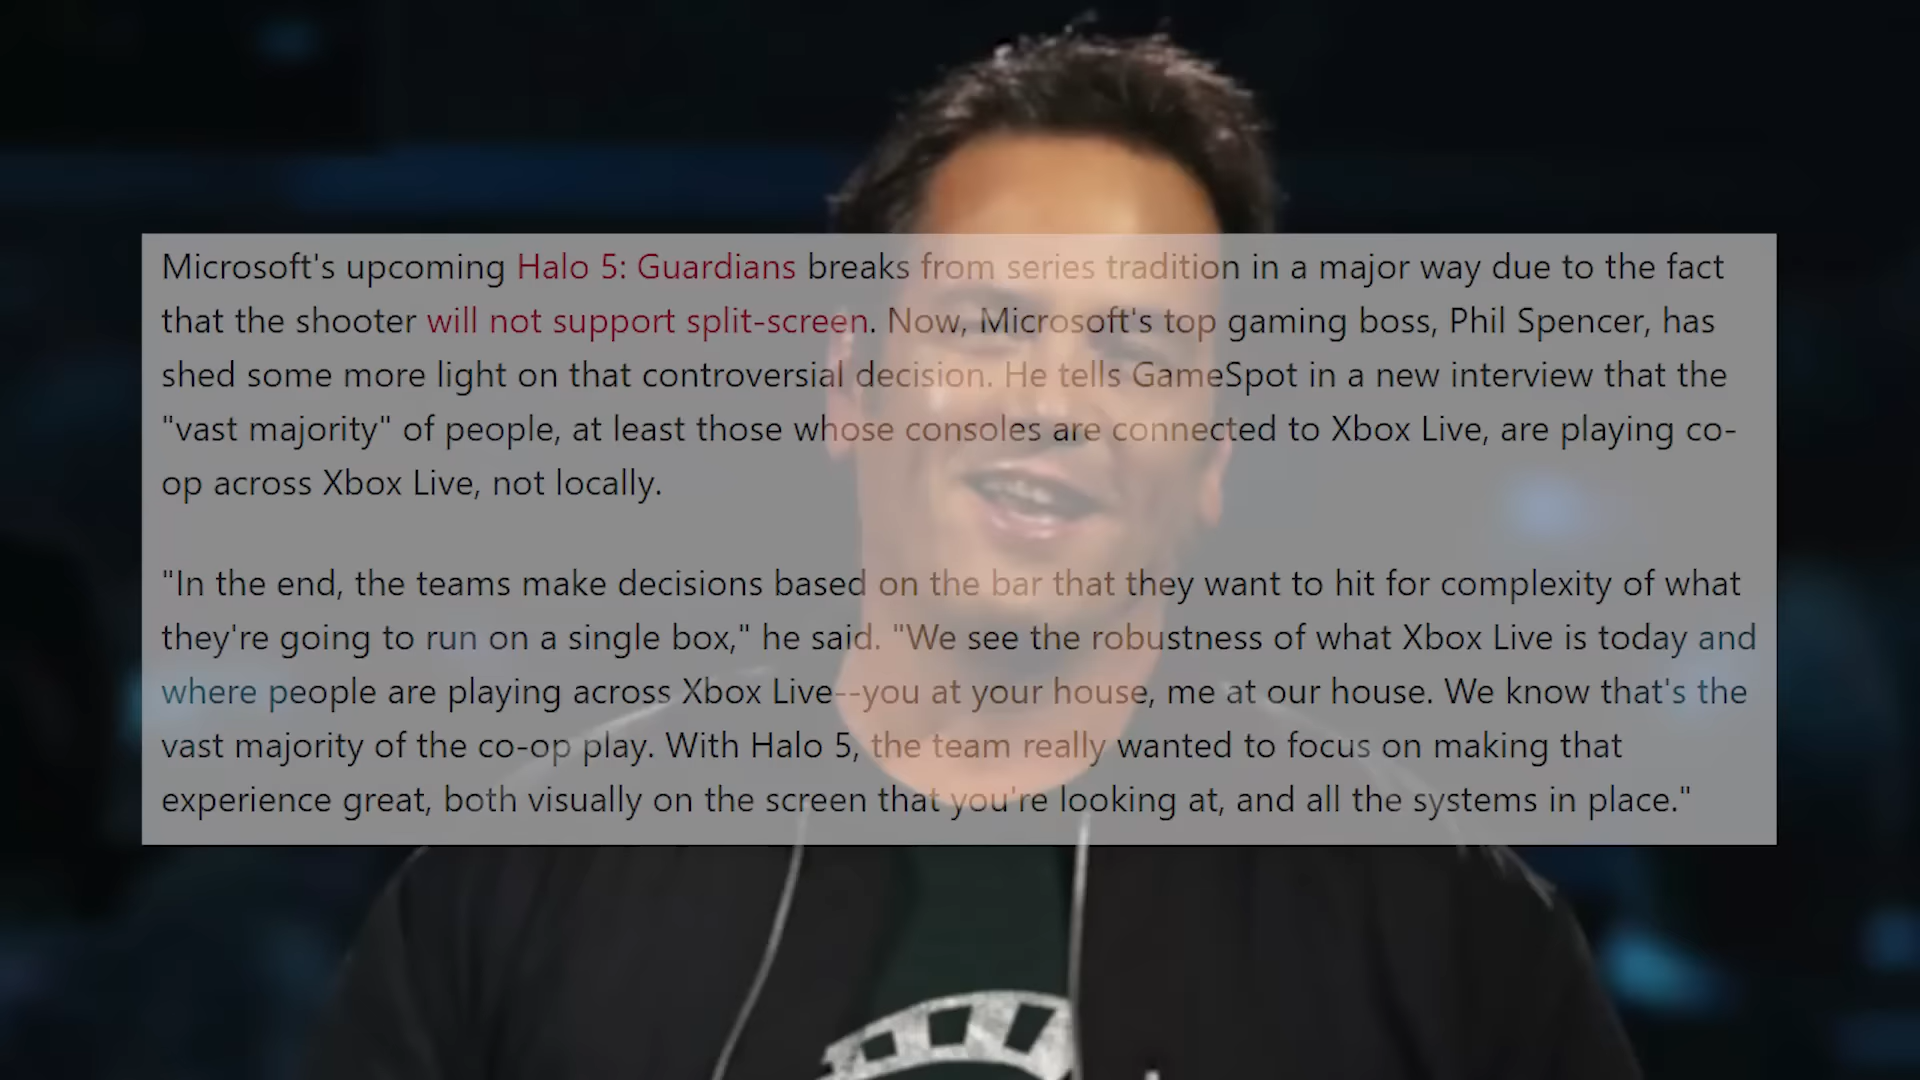 Microsoft's upcoming Halo 5: Guardians breaks from series tradition in a major way due to the fact
that the shooter will not support split-screen. Now, Microsoft's top gaming boss, Phil Spencer, has
shed some more light on that controversial decision. He tells GameSpot in a new interview that the
"vast majority" of people, at least those whose consoles are connected to Xbox Live, are playing co-
op across Xbox Live, not locally.
"In the end, the teams make decisions based on the bar that they want to hit for complexity of what
they're going to run on a single box," he said. "We see the robustness of what Xbox Live is today and
where people are playing across Xbox Live--you at your house, me at our house. We know that's the
vast majority of the co-op play. With Halo 5, the team really wanted to focus on making that
experience great, both visually on the screen that you're looking at, and all the systems in place."